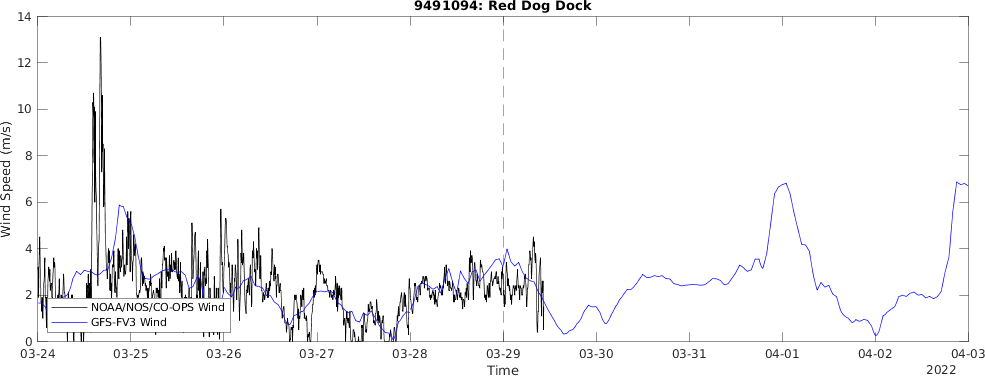 9491094: Red Dog Dock
Wind Speed (m/s)
14
12
10
8
6
4
2
0
NOAA/NOS/CO-OPS Wind
GFS-FV3 Wind
03-24 03-25 03-26 03-27 03-28 03-29 03-30 03-31 04-01 04-02 04-03
Time
2022